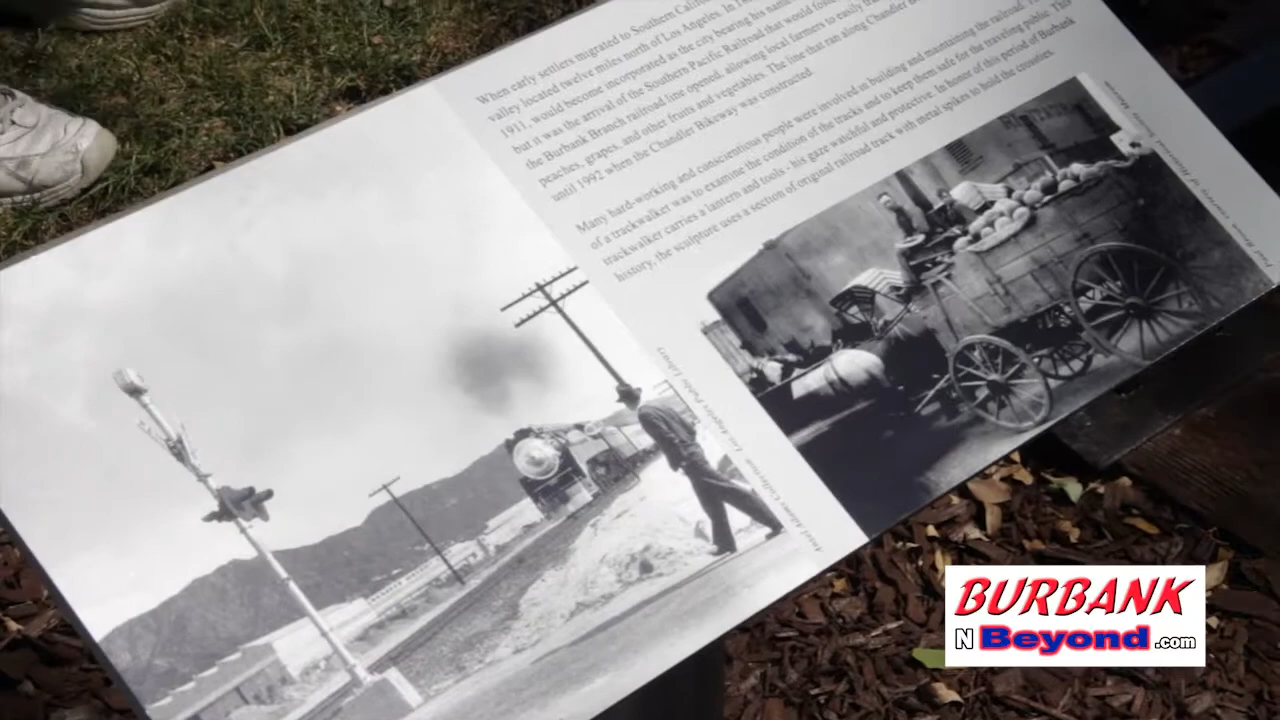 When early settlers migrated to Southern
valley located twelve miles north of Los Angeles. In
1911, would become incorporated as the city bearing his name
but it was the arrival of the Southern Pacific Railroad that would
the Burbank Branch railroad line opened, allowing local farmers to easily
peaches, grapes, and other fruits and vegetables. The line that ran along Chandler
until 1992 when the Chandler Bikeway was constructed.
Many hard-working and conscientious people were involved in building and maintaining the railroad.
of a trackwalker was to examine the condition of the tracks and to keep them safe for the traveling public. This
trackwalker carries a lantern and tools - his gaze watchful and protective. In honor of this period of Burbank
history, the sculpture uses a section of original railroad track with metal spikes to hold the crossties.
Ansel Adams Collection Los Angeles Public Library
courtesy of
BURBANK
N Beyond.com